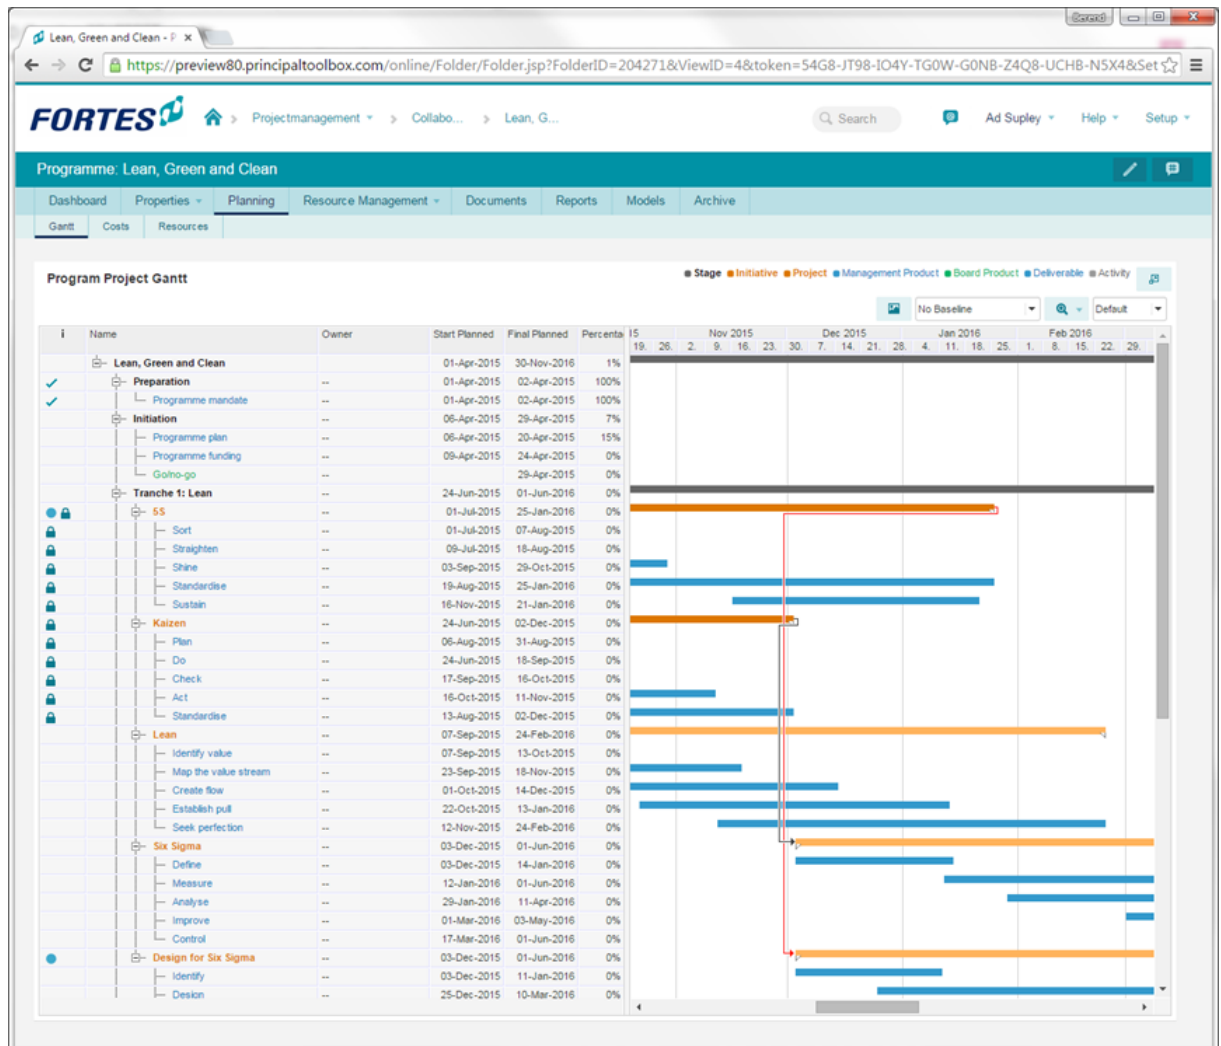 Gerard
Lean, Green and Clean - P
https://preview80.principaltoolbox.com/online/Folder/Folder.jsp?FolderID=204271&ViewID=4&token=54G8-JT98-IO4Y-TG0W-G0NB-Z4Q8-UCHB-N5X4&Set
FORTES Projectmanagement Collabo... Lean, G... Search Ad Supley Help Setup
Programme: Lean, Green and Clean
Dashboard Properties Planning Resource Management Documents Reports Models Archive
Gantt Costs Resources
Program Project Gantt Stage Initiative Project Management Product Board Product Deliverable Activity
No Baseline Default
i Name Owner Start Planned Final Planned Percenta 15 Nov 2015 Dec 2015 Jan 2016 Feb 2016
19. 26. 2. 9. 16. 23. 30. 7. 14. 21. 28. 4. 11. 18. 25. 1. 8. 15. 22. 29.
Lean, Green and Clean 01-Apr-2015 30-Nov-2016 1%
Preparation -- 01-Apr-2015 02-Apr-2015 100%
Programme mandate -- 01-Apr-2015 02-Apr-2015 100%
Initiation -- 06-Apr-2015 29-Apr-2015 7%
Programme plan -- 06-Apr-2015 20-Apr-2015 15%
Programme funding -- 09-Apr-2015 24-Apr-2015 0%
Go/no-go -- 29-Apr-2015 0%
Tranche 1: Lean 24-Jun-2015 01-Jun-2016 0%
5S -- 01-Jul-2015 25-Jan-2016 0%
Sort -- 01-Jul-2015 07-Aug-2015 0%
Straighten -- 09-Jul-2015 18-Aug-2015 0%
Shine -- 03-Sep-2015 29-Oct-2015 0%
Standardise -- 19-Aug-2015 25-Jan-2016 0%
Sustain -- 16-Nov-2015 21-Jan-2016 0%
Kaizen -- 24-Jun-2015 02-Dec-2015 0%
Plan -- 06-Aug-2015 31-Aug-2015 0%
Do -- 24-Jun-2015 18-Sep-2015 0%
Check -- 17-Sep-2015 16-Oct-2015 0%
Act -- 16-Oct-2015 11-Nov-2015 0%
Standardise -- 13-Aug-2015 02-Dec-2015 0%
Lean -- 07-Sep-2015 24-Feb-2016 0%
Identify value -- 07-Sep-2015 13-Oct-2015 0%
Map the value stream -- 23-Sep-2015 18-Nov-2015 0%
Create flow -- 01-Oct-2015 14-Dec-2015 0%
Establish pull -- 22-Oct-2015 13-Jan-2016 0%
Seek perfection -- 12-Nov-2015 24-Feb-2016 0%
Six Sigma -- 03-Dec-2015 01-Jun-2016 0%
Define -- 03-Dec-2015 14-Jan-2016 0%
Measure -- 12-Jan-2016 01-Jun-2016 0%
Analyse -- 29-Jan-2016 11-Apr-2016 0%
Improve -- 01-Mar-2016 03-May-2016 0%
Control -- 17-Mar-2016 01-Jun-2016 0%
Design for Six Sigma -- 03-Dec-2015 01-Jun-2016 0%
Identify -- 03-Dec-2015 11-Jan-2016 0%
Design -- 25-Dec-2015 10-Mar-2016 0%